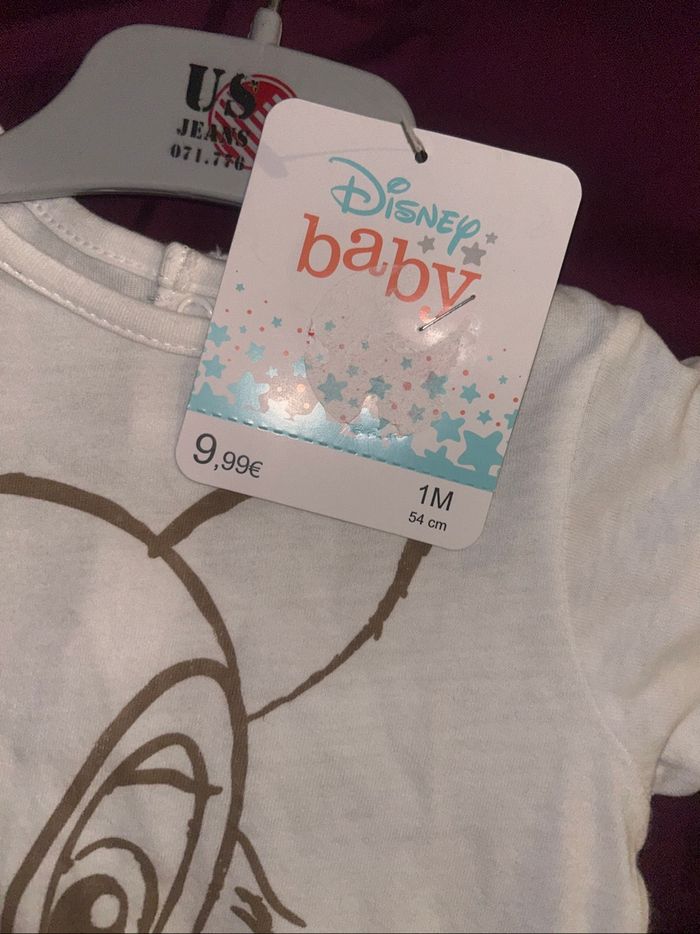 US
JEANS
071.776
Disney
baby
9,99€
1M
54 cm